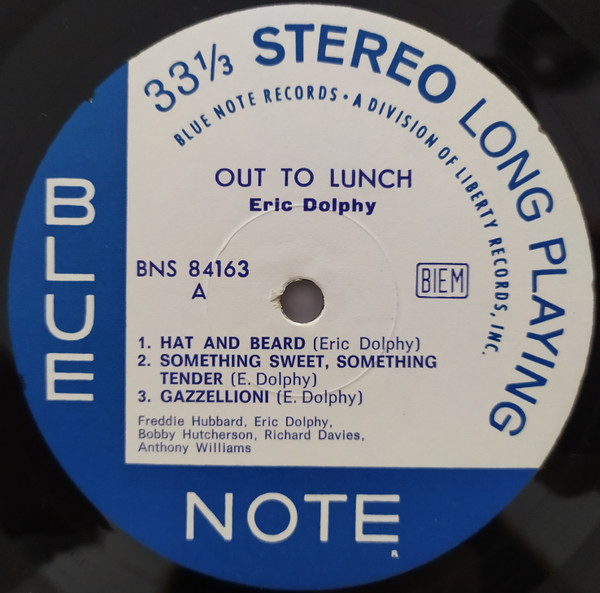 33⅓ STEREO LONG PLAYING
BLUE NOTE RECORDS • A DIVISION OF LIBERTY RECORDS, INC.
OUT TO LUNCH
Eric Dolphy
BNS 84163
A
BIEM
1. HAT AND BEARD (Eric Dolphy)
2. SOMETHING SWEET, SOMETHING
TENDER (E. Dolphy)
3. GAZZELLIONI (E. Dolphy)
Freddie Hubbard, Eric Dolphy,
Bobby Hutcherson, Richard Davies,
Anthony Williams
BLUE
NOTE
R